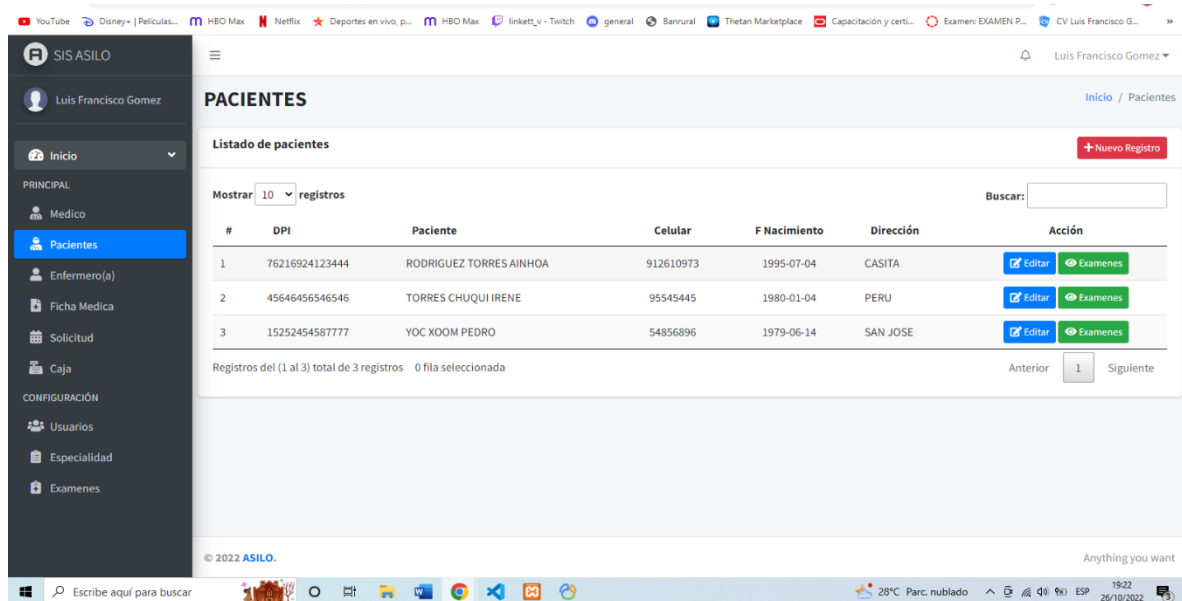 YouTube Disney+ | Películas... HBO Max Netflix Deportes en vivo, p... HBO Max linkett_v - Twitch general Banrural Thetan Marketplace Capacitación y certi... Examen: EXAMEN P... CV Luis Francisco G... »
SIS ASILO
Luis Francisco Gomez
Luis Francisco Gomez
PACIENTES
Inicio / Pacientes
Inicio
PRINCIPAL
Medico
Pacientes
Enfermero(a)
Ficha Medica
Solicitud
Caja
CONFIGURACIÓN
Usuarios
Especialidad
Examenes
Listado de pacientes
+ Nuevo Registro
Mostrar 10 registros
Buscar:
# DPI Paciente Celular F Nacimiento Dirección Acción
1 76216924123444 RODRIGUEZ TORRES AINHOA 912610973 1995-07-04 CASITA Editar Examenes
2 45646456546546 TORRES CHUQUI IRENE 95545445 1980-01-04 PERU Editar Examenes
3 15252454587777 YOC XOOM PEDRO 54856896 1979-06-14 SAN JOSE Editar Examenes
Registros del (1 al 3) total de 3 registros 0 fila seleccionada
Anterior 1 Siguiente
© 2022 ASILO.
Anything you want
Escribe aquí para buscar
28°C Parc. nublado ESP 19:22
26/10/2022